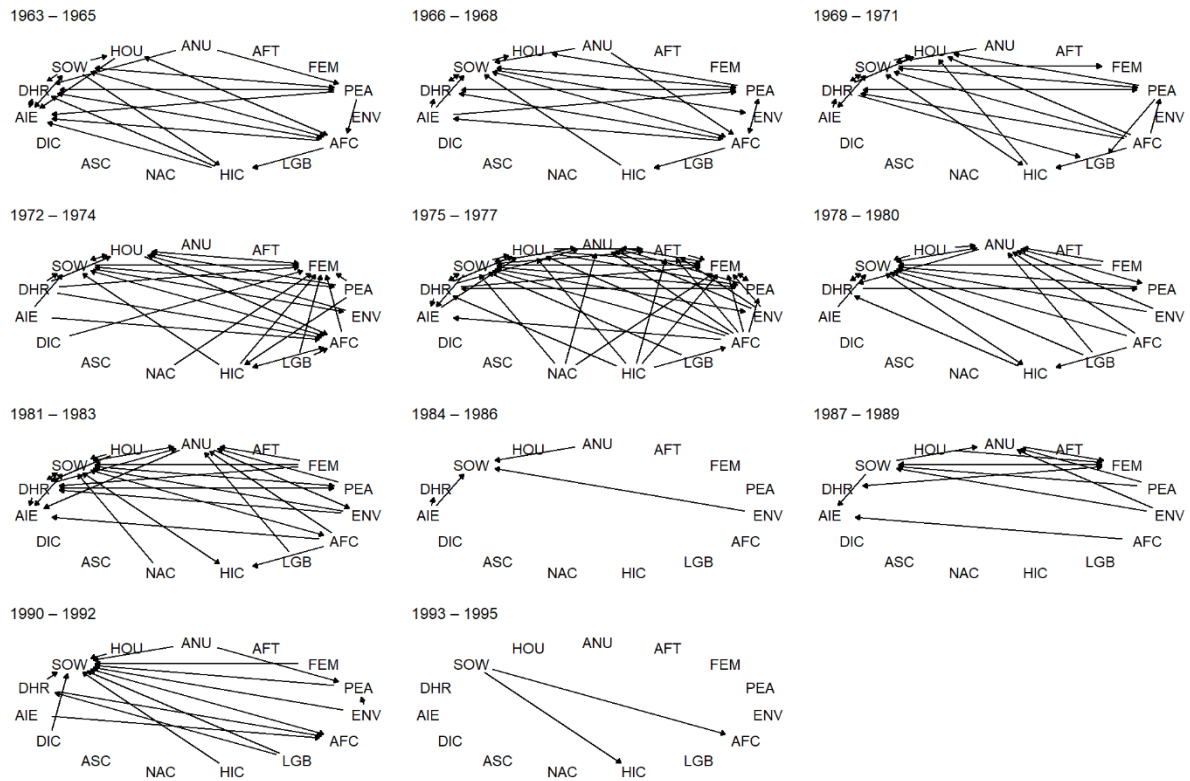 1963 – 1965
HOU ANU AFT
SOW FEM
DHR PEA
AIE ENV
DIC AFC
ASC LGB
NAC HIC
1966 – 1968
HOU ANU AFT
SOW FEM
DHR PEA
AIE ENV
DIC AFC
ASC LGB
NAC HIC
1969 – 1971
HOU ANU AFT
SOW FEM
DHR PEA
AIE ENV
DIC AFC
ASC LGB
NAC HIC
1972 – 1974
HOU ANU AFT
SOW FEM
DHR PEA
AIE ENV
DIC AFC
ASC LGB
NAC HIC
1975 – 1977
HOU ANU AFT
SOW FEM
DHR PEA
AIE ENV
DIC AFC
ASC LGB
NAC HIC
1978 – 1980
HOU ANU AFT
SOW FEM
DHR PEA
AIE ENV
DIC AFC
ASC LGB
NAC HIC
1981 – 1983
HOU ANU AFT
SOW FEM
DHR PEA
AIE ENV
DIC AFC
ASC LGB
NAC HIC
1984 – 1986
HOU ANU AFT
SOW FEM
DHR PEA
AIE ENV
DIC AFC
ASC LGB
NAC HIC
1987 – 1989
HOU ANU AFT
SOW FEM
DHR PEA
AIE ENV
DIC AFC
ASC LGB
NAC HIC
1990 – 1992
HOU ANU AFT
SOW FEM
DHR PEA
AIE ENV
DIC AFC
ASC LGB
NAC HIC
1993 – 1995
HOU ANU AFT
SOW FEM
DHR PEA
AIE ENV
DIC AFC
ASC LGB
NAC HIC